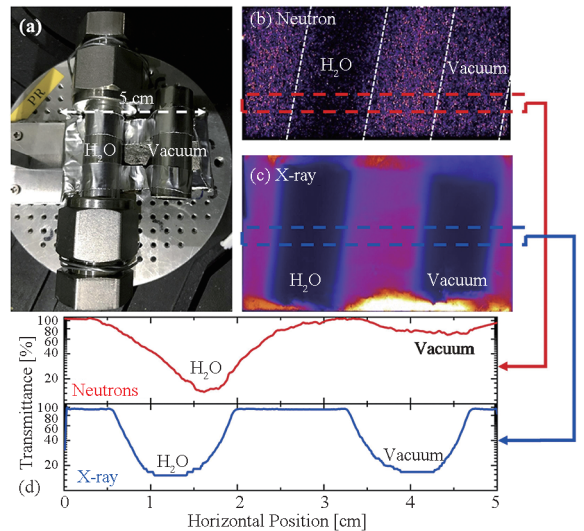 (a)
PR
5 cm
H₂O
Vacuum
(b) Neutron
H₂O
Vacuum
(c) X-ray
H₂O
Vacuum
Transmittance [%]
100
80
60
40
20
H₂O
Vacuum
Neutrons
100
80
60
40
20
H₂O
Vacuum
X-ray
(d)
0 1 2 3 4 5
Horizontal Position [cm]